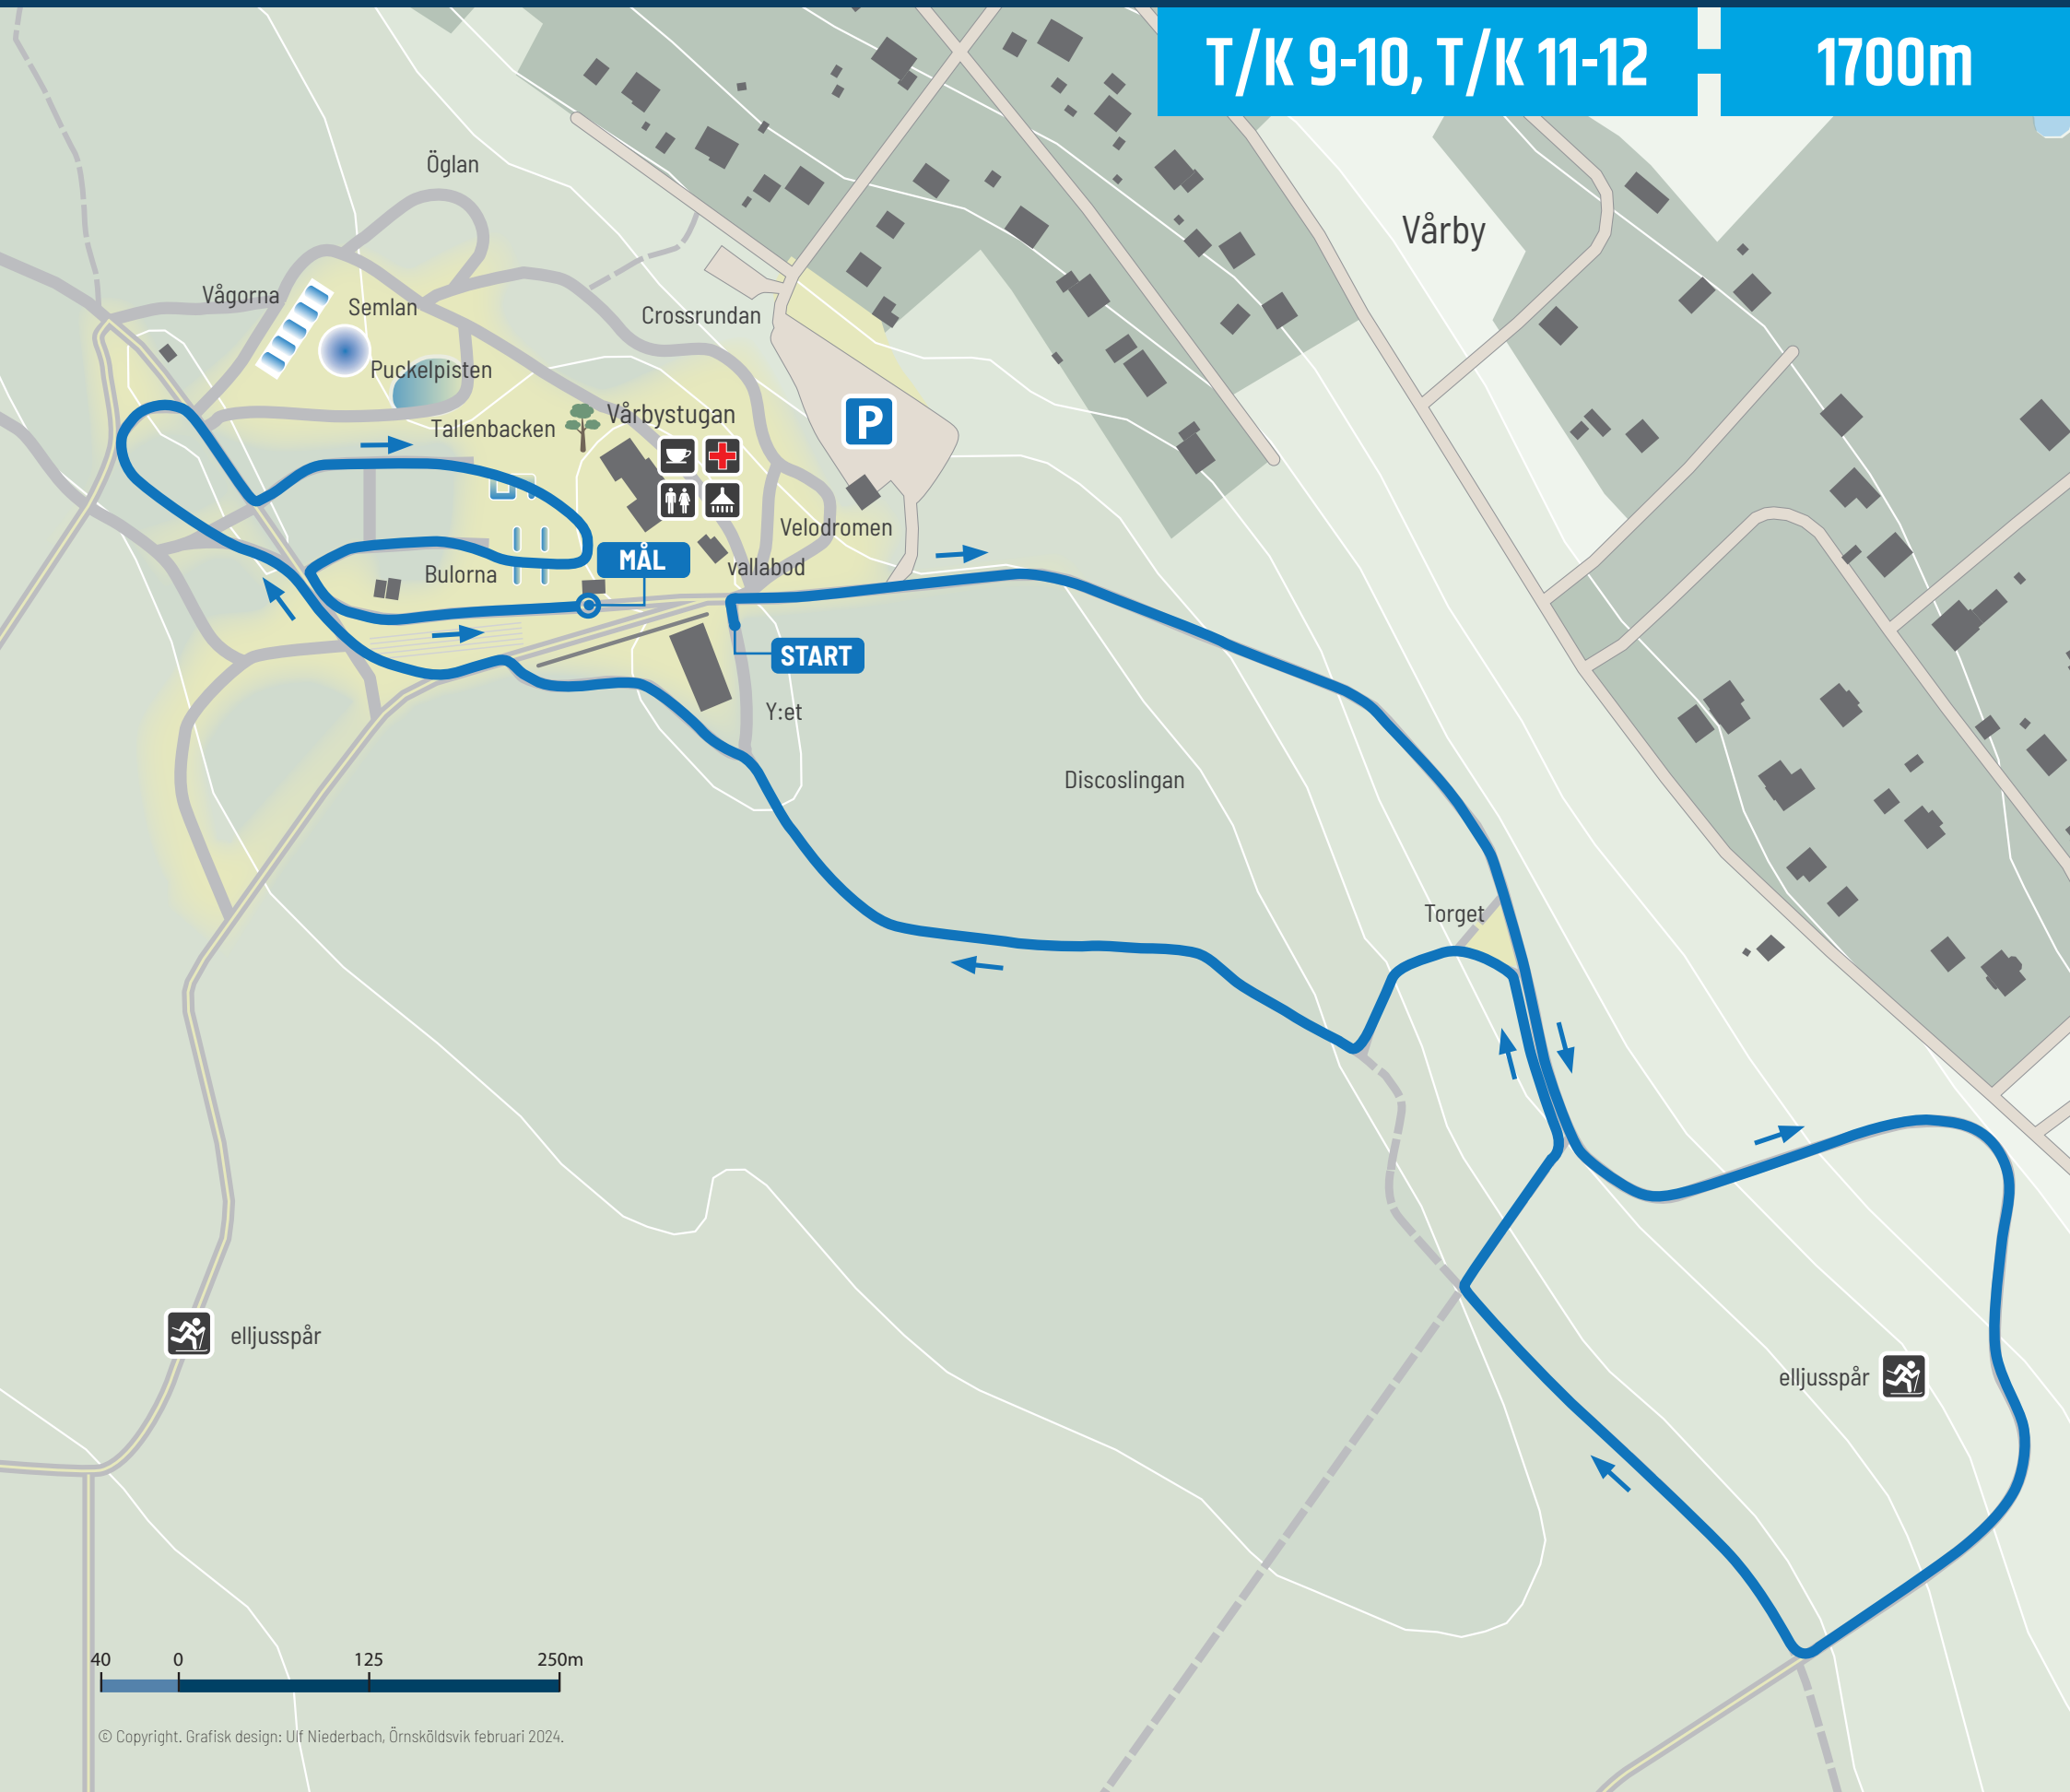 T/K 9-10, T/K 11-12
1700m
Öglan
Vårby
Vågorna
Semlan
Crossrundan
Puckelpisten
Tallenbacken
Vårbystugan
P
Velodromen
MÅL
vallabod
Bulorna
START
Y:et
Discoslingan
Torget
elljusspår
elljusspår
40 0 125 250m
© Copyright. Grafisk design: Ulf Niederbach, Örnsköldsvik februari 2024.